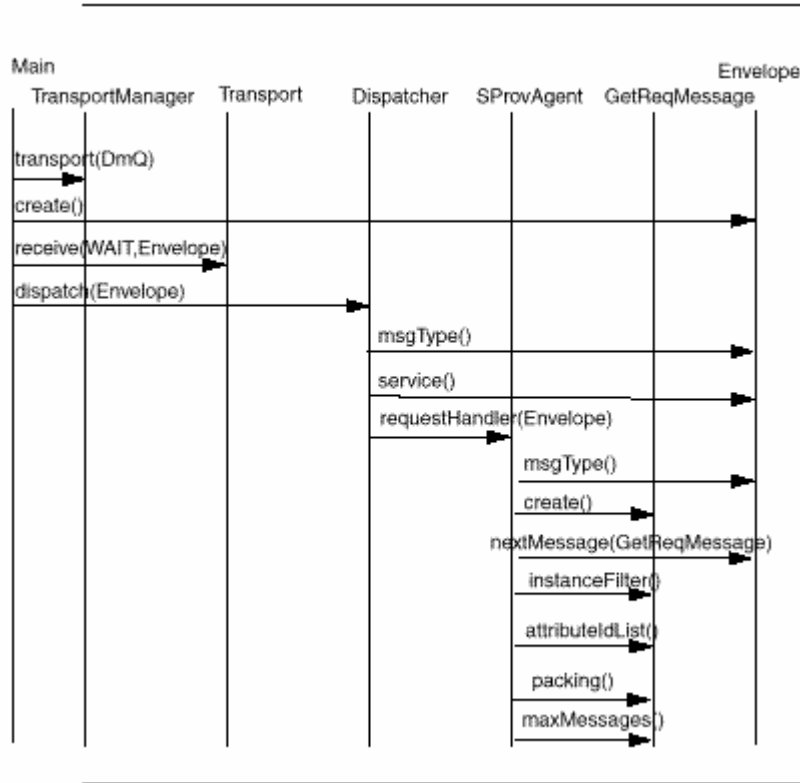 Main
Envelope
TransportManager Transport Dispatcher SProvAgent GetReqMessage
transport(DmQ)
create()
receive(WAIT,Envelope)
dispatch(Envelope)
msgType()
service()
requestHandler(Envelope)
msgType()
create()
nextMessage(GetReqMessage)
instanceFilter()
attributeIdList()
packing()
maxMessages()